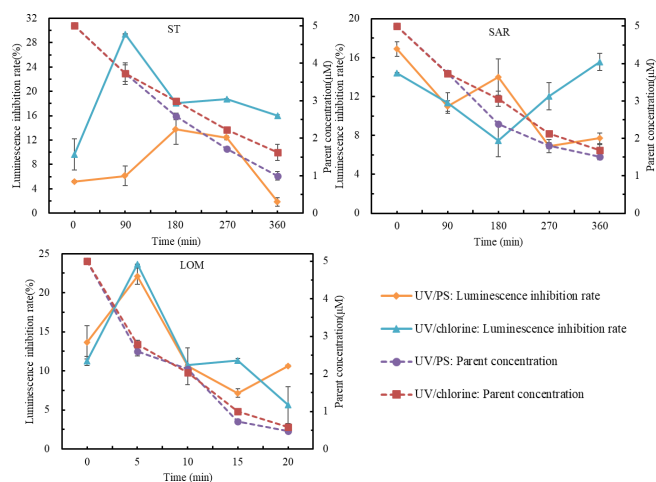 ST
Luminescence inhibition rate(%)
32
28
24
20
16
12
8
4
0
5
4
3
2
1
0
Parent concentration(μM)
0 90 180 270 360
Time (min)
SAR
Luminescence inhibition rate(%)
20
16
12
8
4
0
5
4
3
2
1
0
Parent concentration(μM)
0 90 180 270 360
Time (min)
LOM
Luminescence inhibition rate(%)
25
20
15
10
5
0
5
4
3
2
1
0
Parent concentration(μM)
0 5 10 15 20
Time (min)
UV/PS: Luminescence inhibition rate
UV/chlorine: Luminescence inhibition rate
UV/PS: Parent concentration
UV/chlorine: Parent concentration